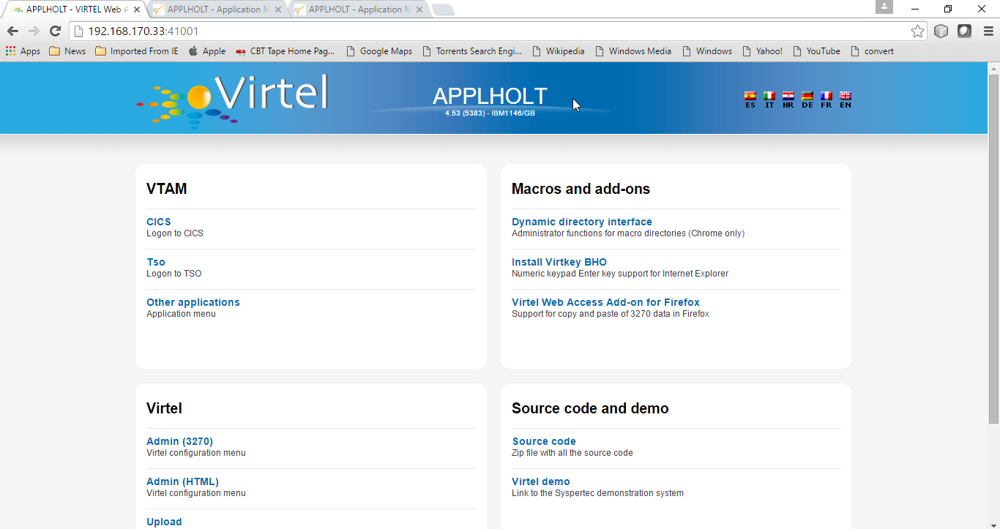 APPLHOLT - VIRTEL Web A
APPLHOLT - Application M
APPLHOLT - Application M
192.168.170.33:41001
Apps
News
Imported From IE
Apple
CBT Tape Home Pag...
Google Maps
Torrents Search Engi...
Wikipedia
Windows Media
Windows
Yahoo!
YouTube
convert
Virtel
APPLHOLT
4.53 (5383) - IBM1146/GB
ES IT HR DE FR EN
VTAM
CICS
Logon to CICS
Tso
Logon to TSO
Other applications
Application menu
Macros and add-ons
Dynamic directory interface
Administrator functions for macro directories (Chrome only)
Install Virtkey BHO
Numeric keypad Enter key support for Internet Explorer
Virtel Web Access Add-on for Firefox
Support for copy and paste of 3270 data in Firefox
Virtel
Admin (3270)
Virtel configuration menu
Admin (HTML)
Virtel configuration menu
Upload
Source code and demo
Source code
Zip file with all the source code
Virtel demo
Link to the Syspertec demonstration system